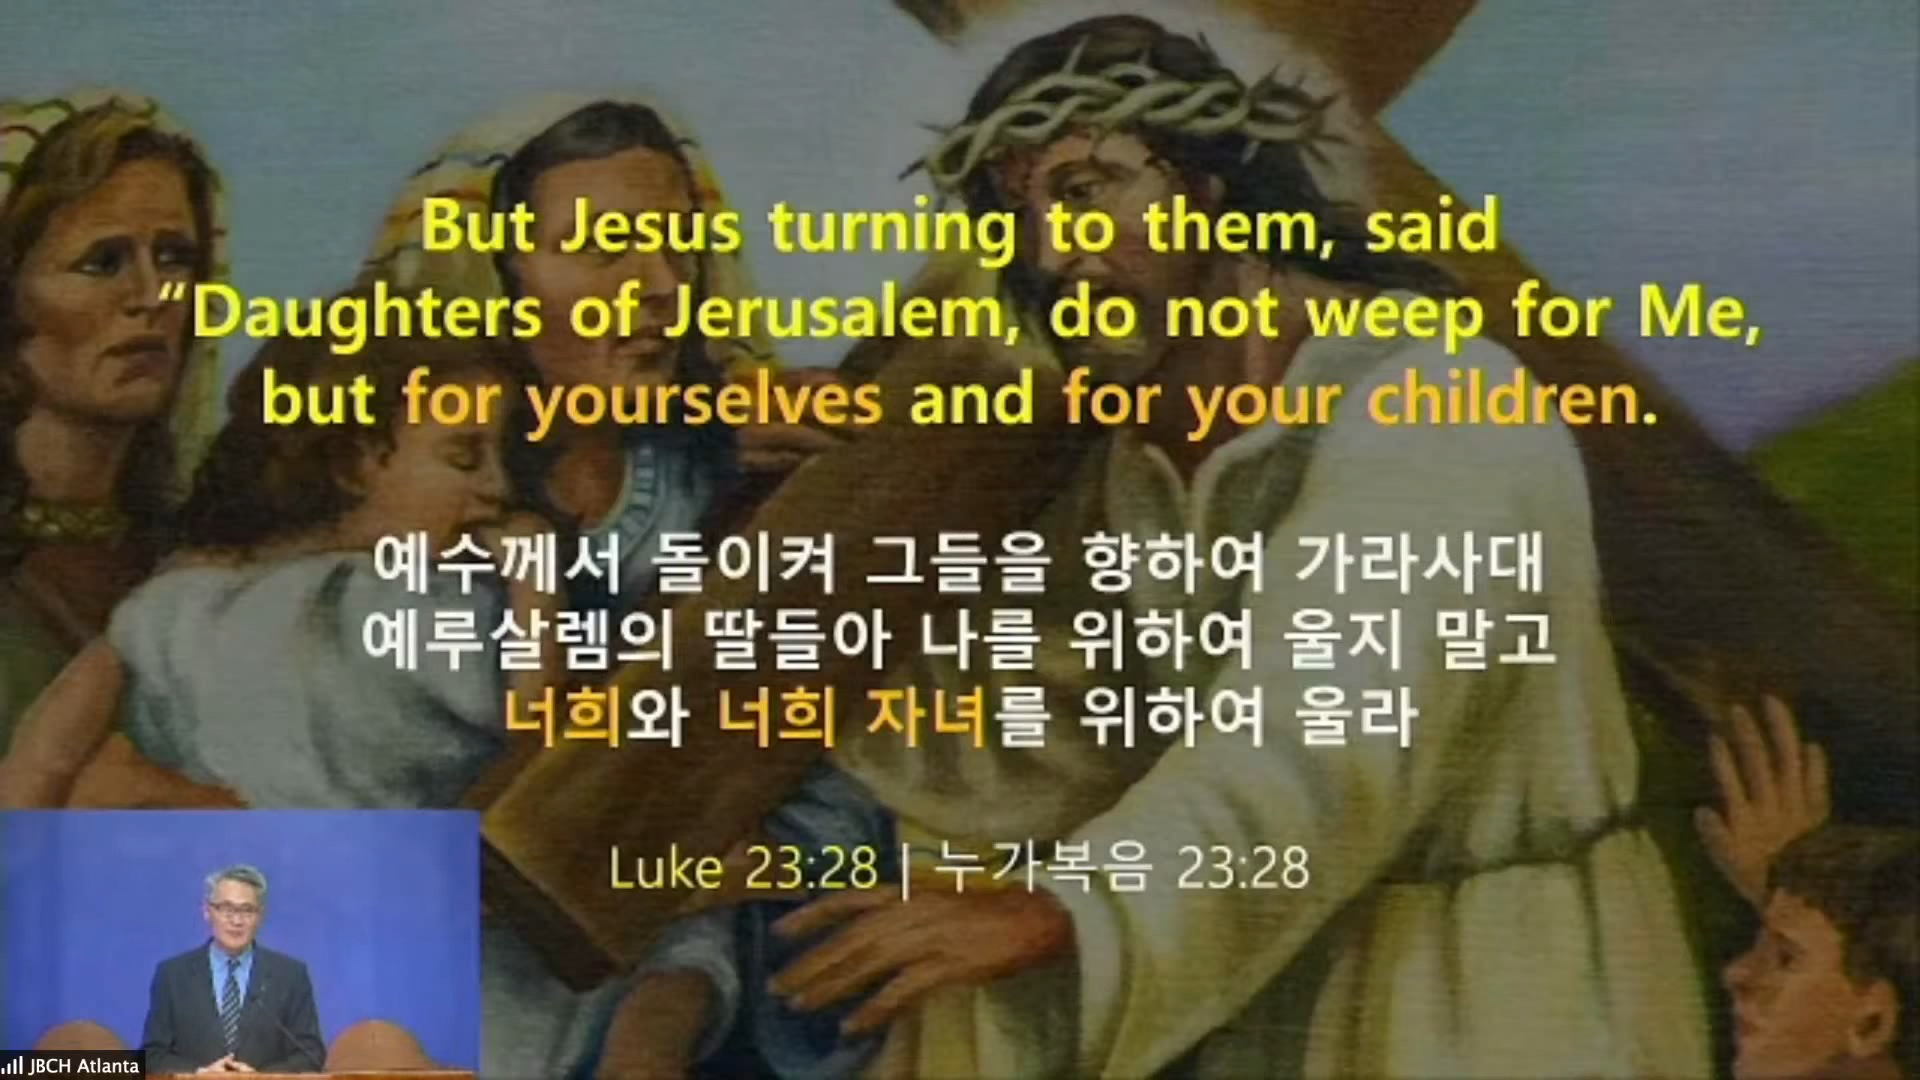 But Jesus turning to them, said
“Daughters of Jerusalem, do not weep for Me,
but for yourselves and for your children.
예수께서 돌이켜 그들을 향하여 가라사대
예루살렘의 딸들아 나를 위하여 울지 말고
너희와 너희 자녀를 위하여 울라
Luke 23:28 | 누가복음 23:28
JBCH Atlanta